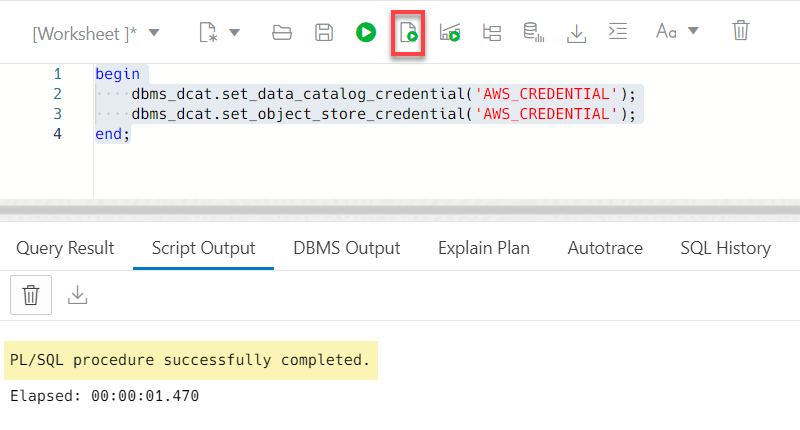 [Worksheet ]*
Aa
1 begin
2 dbms_dcat.set_data_catalog_credential('AWS_CREDENTIAL');
3 dbms_dcat.set_object_store_credential('AWS_CREDENTIAL');
4 end;
Query Result Script Output DBMS Output Explain Plan Autotrace SQL History
PL/SQL procedure successfully completed.
Elapsed: 00:00:01.470